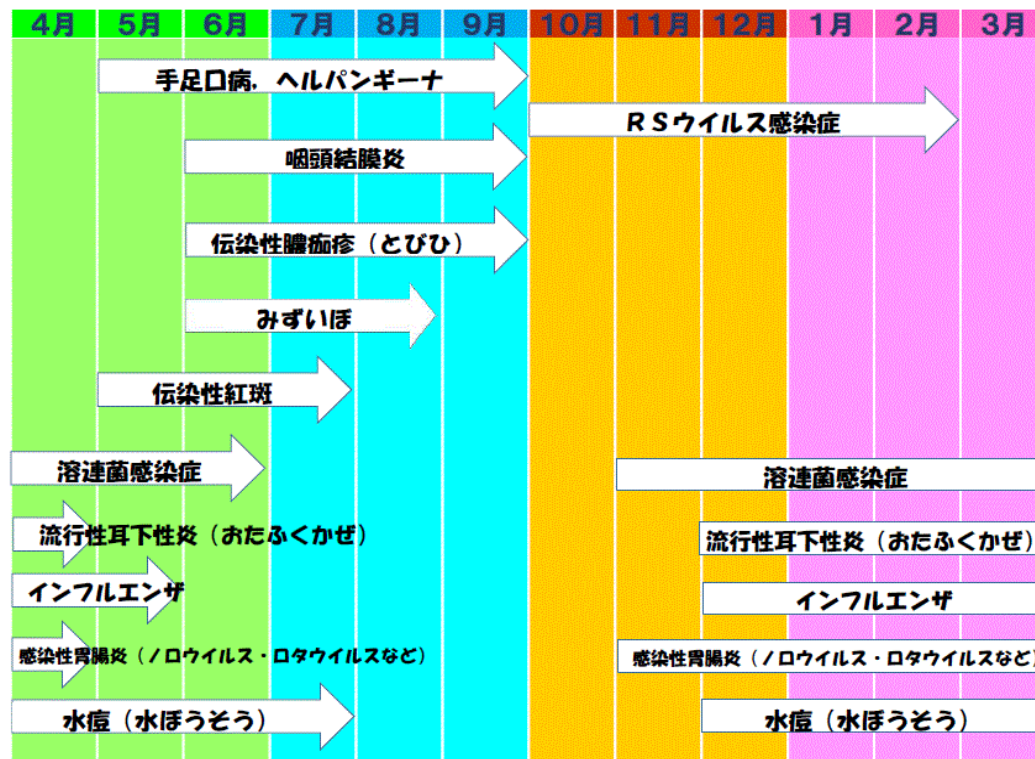 4月 5月 6月 7月 8月 9月 10月 11月 12月 1月 2月 3月
手足口病，ヘルパンギーナ
ＲＳウイルス感染症
咽頭結膜炎
伝染性膿痂疹（とびひ）
みずいぼ
伝染性紅斑
溶連菌感染症 溶連菌感染症
流行性耳下性炎（おたふくかぜ） 流行性耳下性炎（おたふくかぜ）
インフルエンザ インフルエンザ
感染性胃腸炎（ノロウイルス・ロタウイルスなど） 感染性胃腸炎（ノロウイルス・ロタウイルスなど）
水痘（水ぼうそう） 水痘（水ぼうそう）